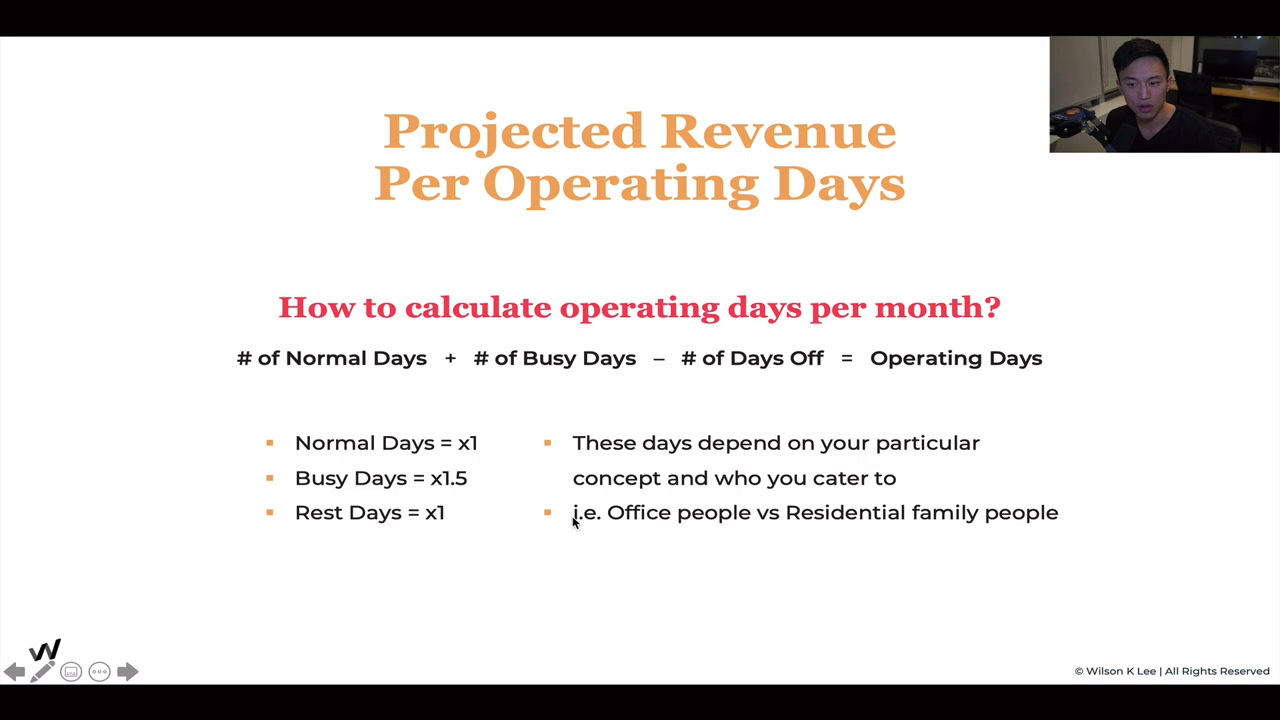 Projected Revenue
Per Operating Days
How to calculate operating days per month?
# of Normal Days + # of Busy Days – # of Days Off = Operating Days
▪ Normal Days = x1
▪ Busy Days = x1.5
▪ Rest Days = x1
▪ These days depend on your particular
concept and who you cater to
▪ i.e. Office people vs Residential family people
W
© Wilson K Lee | All Rights Reserved